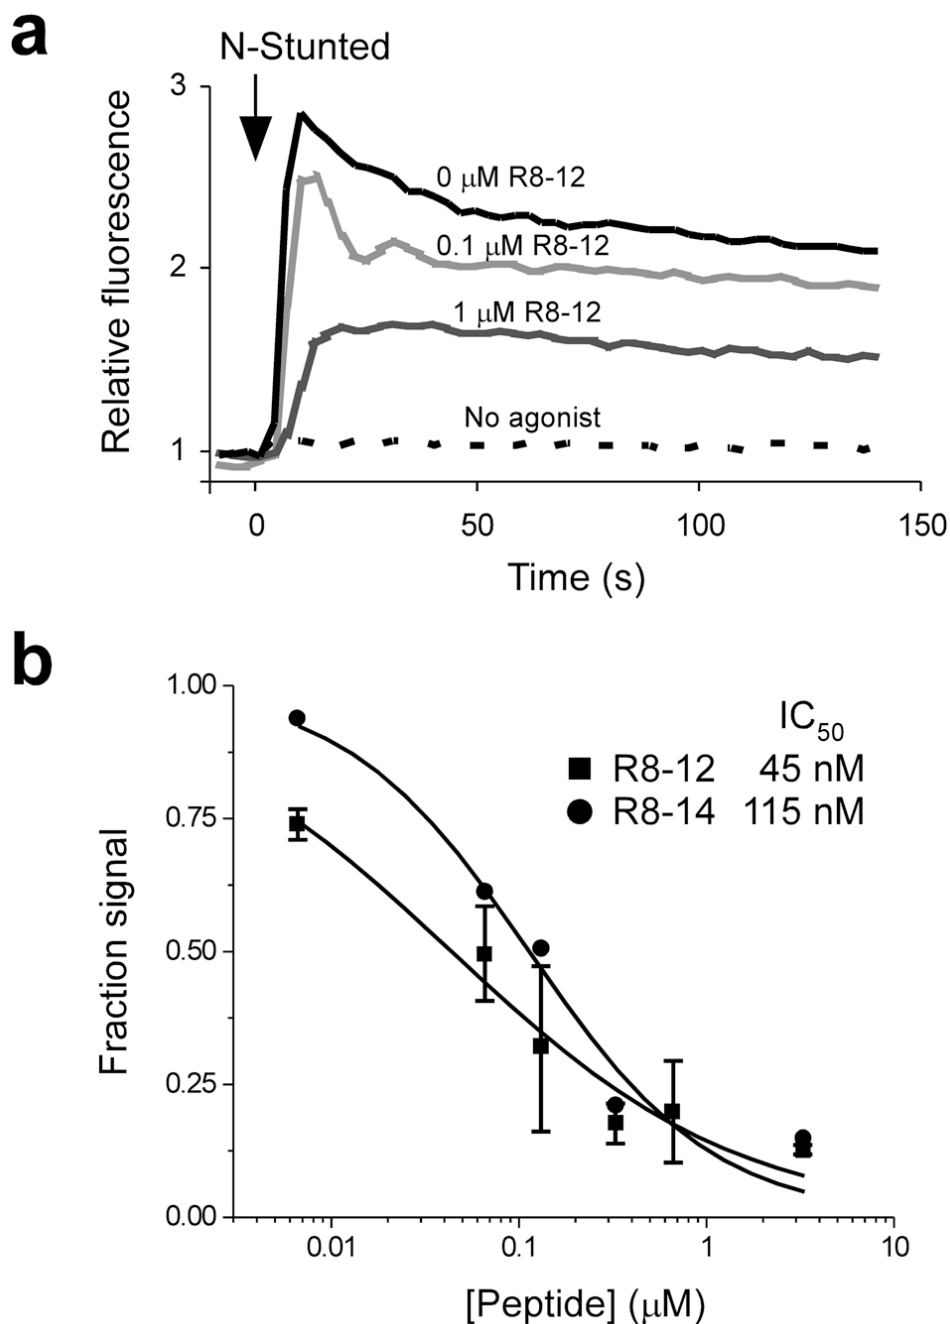 a
N-Stunted
3
2
1
Relative fluorescence
0 μM R8-12
0.1 μM R8-12
1 μM R8-12
No agonist
0 50 100 150
Time (s)
b
1.00
0.75
0.50
0.25
0.00
Fraction signal
IC50
R8-12 45 nM
R8-14 115 nM
0.01 0.1 1 10
[Peptide] (μM)